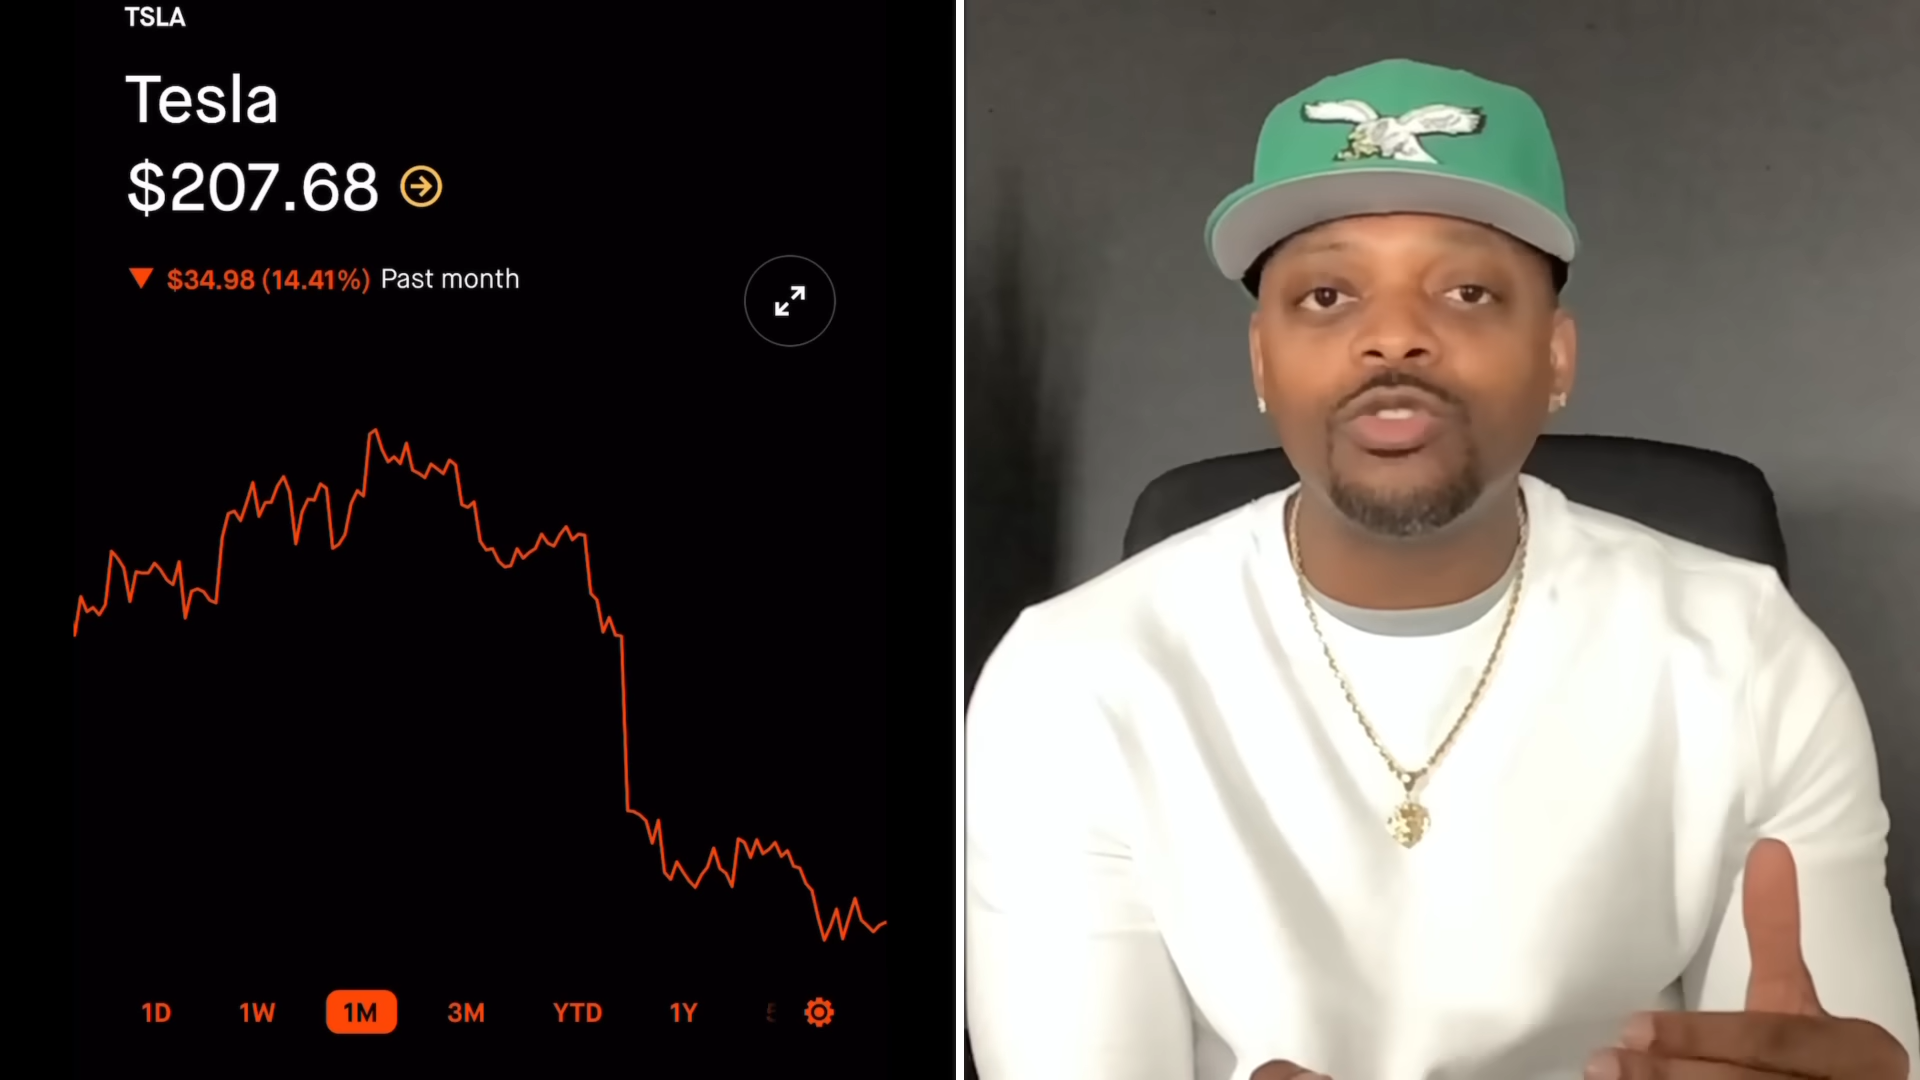 TSLA
Tesla
$207.68
$34.98 (14.41%) Past month
1D 1W 1M 3M YTD 1Y